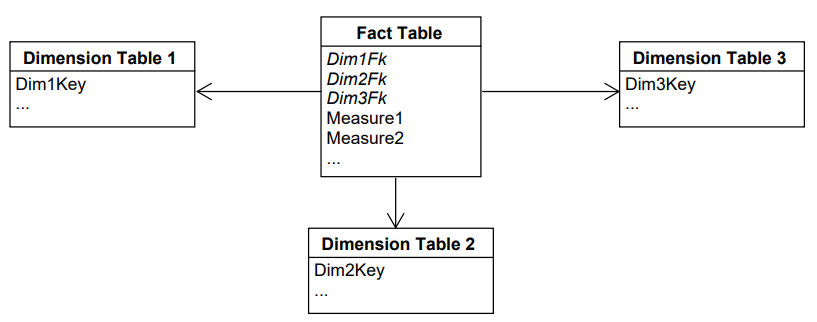 Fact Table
Dim1Fk
Dim2Fk
Dim3Fk
Measure1
Measure2
...
Dimension Table 1
Dim1Key
...
Dimension Table 3
Dim3Key
...
Dimension Table 2
Dim2Key
...